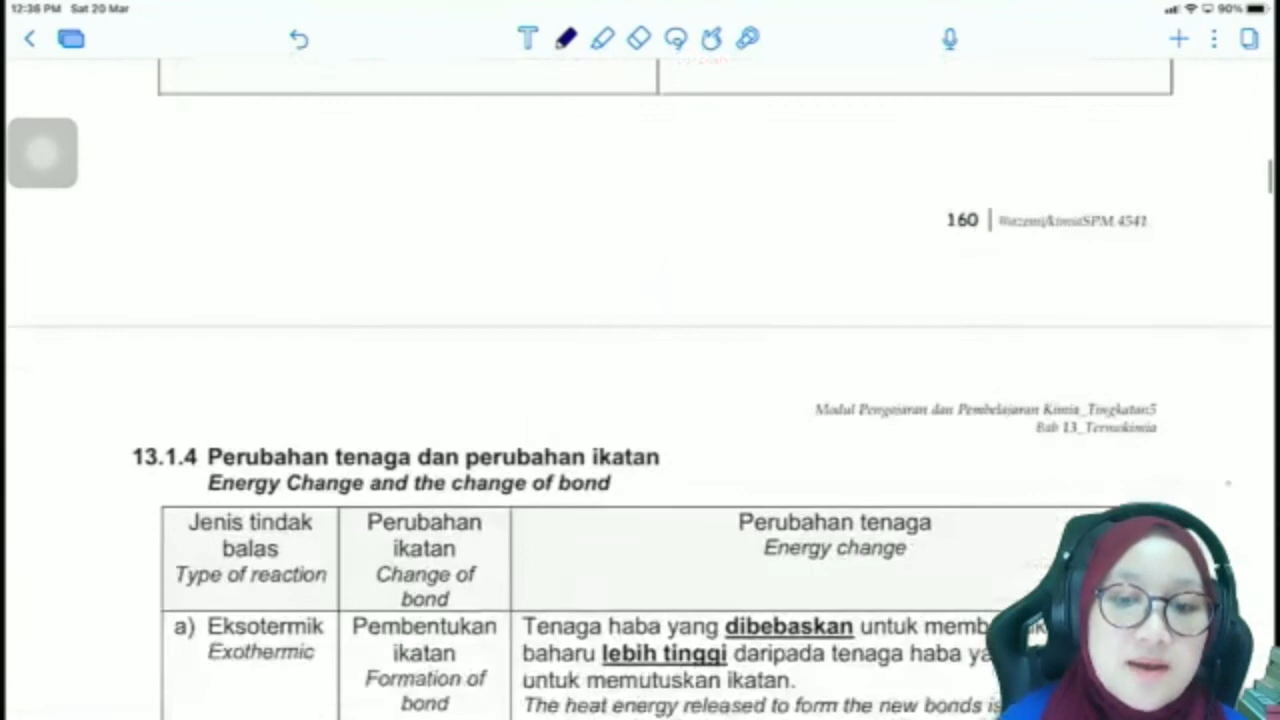 12:36 PM Sat 20 Mar
90%
T
160
13.1.4 Perubahan tenaga dan perubahan ikatan
Energy Change and the change of bond
Modul Pengajaran dan Pembelajaran Kimia_Tingkatan5
Bab 13_Termokimia
Jenis tindak balas
Type of reaction
Perubahan ikatan
Change of bond
Perubahan tenaga
Energy change
a) Eksotermik
Exothermic
Pembentukan ikatan
Formation of bond
Tenaga haba yang dibebaskan untuk
baharu lebih tinggi daripada tenaga haba
untuk memutuskan ikatan.
The heat energy released to form the new bonds is